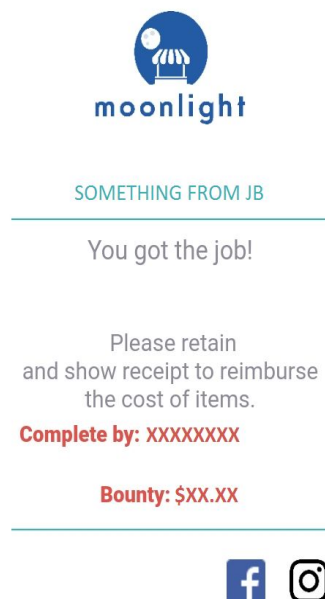 moonlight
SOMETHING FROM JB
You got the job!
Please retain
and show receipt to reimburse
the cost of items.
Complete by: XXXXXXXX
Bounty: $XX.XX